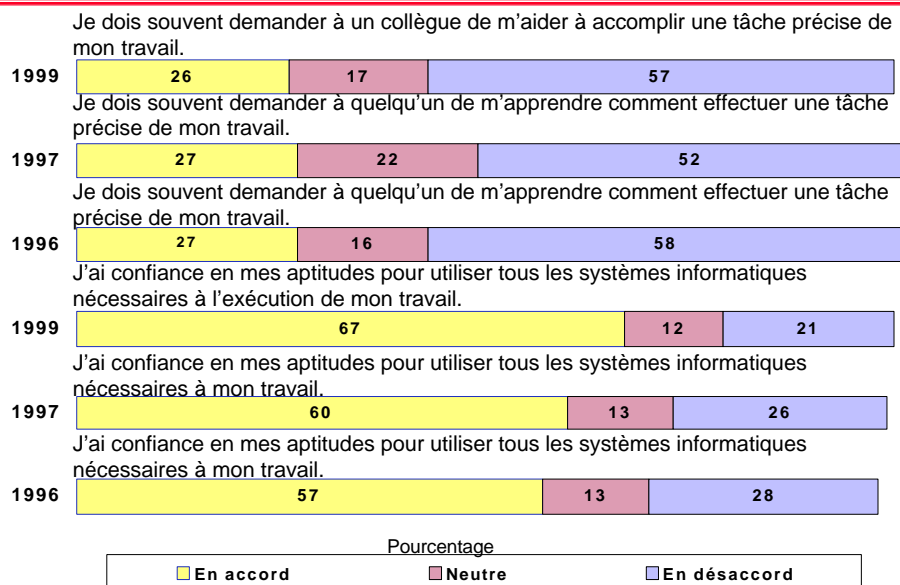 Je dois souvent demander à un collègue de m'aider à accomplir une tâche précise de
mon travail.
1999 26 17 57
Je dois souvent demander à quelqu'un de m'apprendre comment effectuer une tâche
précise de mon travail.
1997 27 22 52
Je dois souvent demander à quelqu'un de m'apprendre comment effectuer une tâche
précise de mon travail.
1996 27 16 58
J'ai confiance en mes aptitudes pour utiliser tous les systèmes informatiques
nécessaires à l'exécution de mon travail.
1999 67 12 21
J'ai confiance en mes aptitudes pour utiliser tous les systèmes informatiques
nécessaires à mon travail.
1997 60 13 26
J'ai confiance en mes aptitudes pour utiliser tous les systèmes informatiques
nécessaires à mon travail.
1996 57 13 28
Pourcentage
En accord Neutre En désaccord